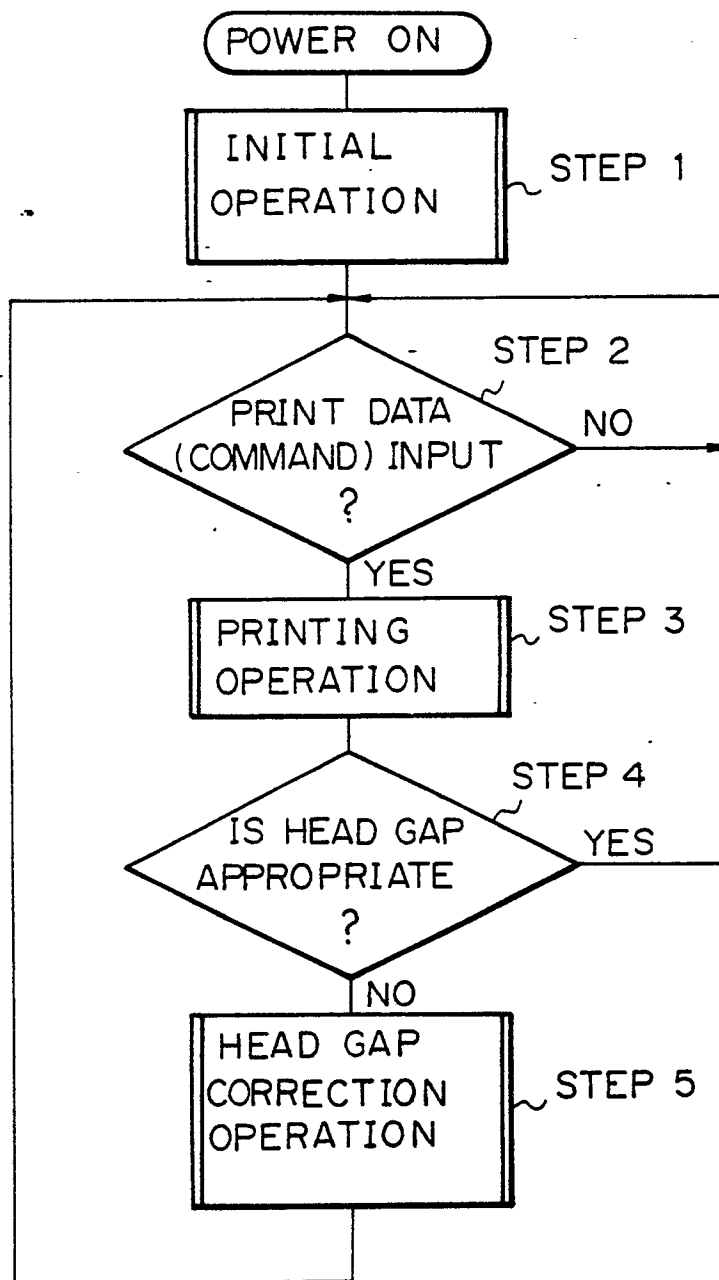 POWER ON
INITIAL
OPERATION
STEP 1
STEP 2
PRINT DATA
(COMMAND) INPUT
?
NO
YES
PRINTING
OPERATION
STEP 3
STEP 4
IS HEAD GAP
APPROPRIATE
?
YES
NO
HEAD GAP
CORRECTION
OPERATION
STEP 5